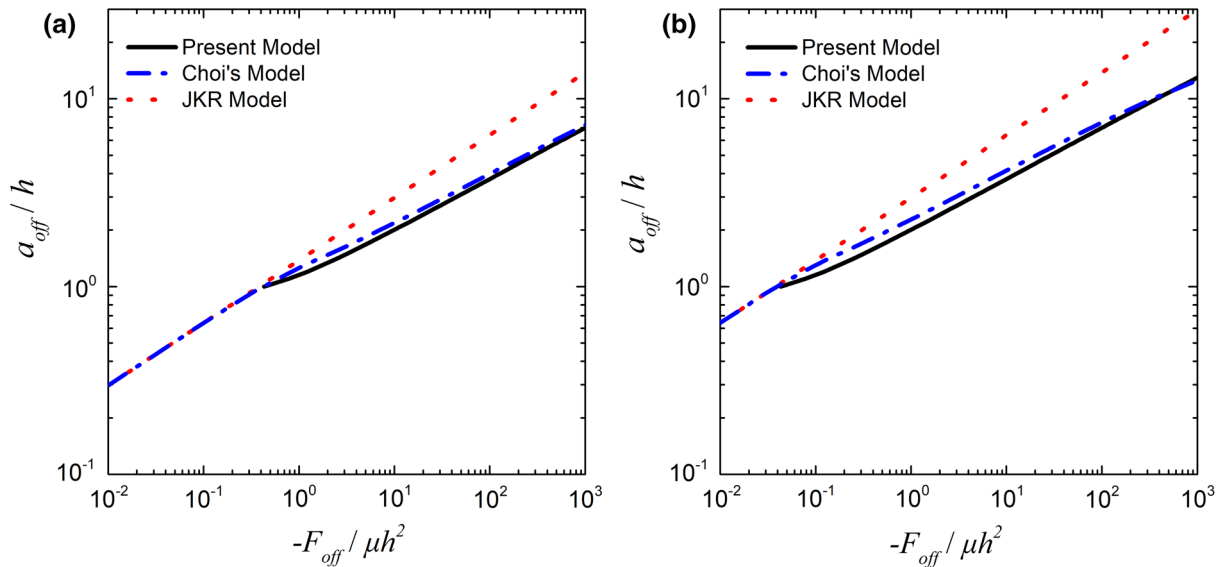 (a)
Present Model
Choi's Model
JKR Model
10^1
10^0
10^-1
a_off / h
10^-2
10^-1
10^0
10^1
10^2
10^3
-F_off / μh^2
(b)
Present Model
Choi's Model
JKR Model
10^1
10^0
10^-1
a_off / h
10^-2
10^-1
10^0
10^1
10^2
10^3
-F_off / μh^2